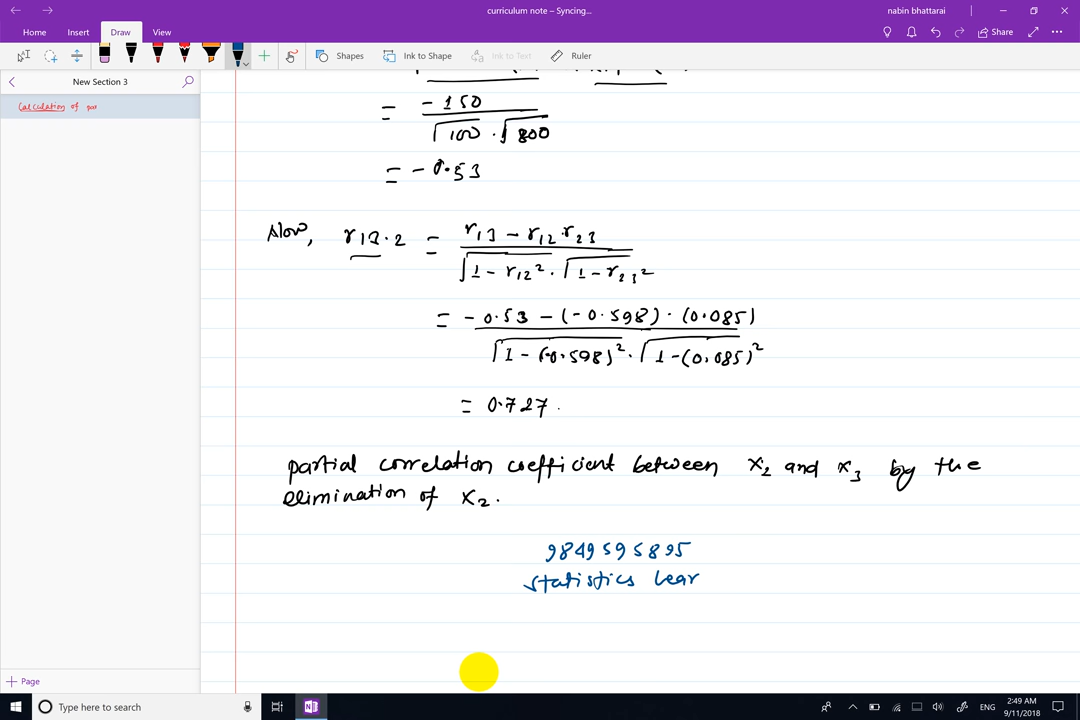 curriculum note – Syncing...
nabin bhattarai
Home Insert Draw View
Share
Shapes Ink to Shape Ink to Text Ruler
New Section 3
Calculation of par
= -150 / √100 . √800
= - 0.53
Now, r13.2 = r13 - r12.r23 / √1 - r12² . √1 - r23²
= -0.53 - (-0.598) . (0.085) / √1 - (-0.598)² . √1 - (0.085)²
= 0.727.
partial correlation coefficient between x2 and x3 by the
elimination of x2.
9849595895
statistics lear
Page
Type here to search
ENG
2:49 AM
9/11/2018